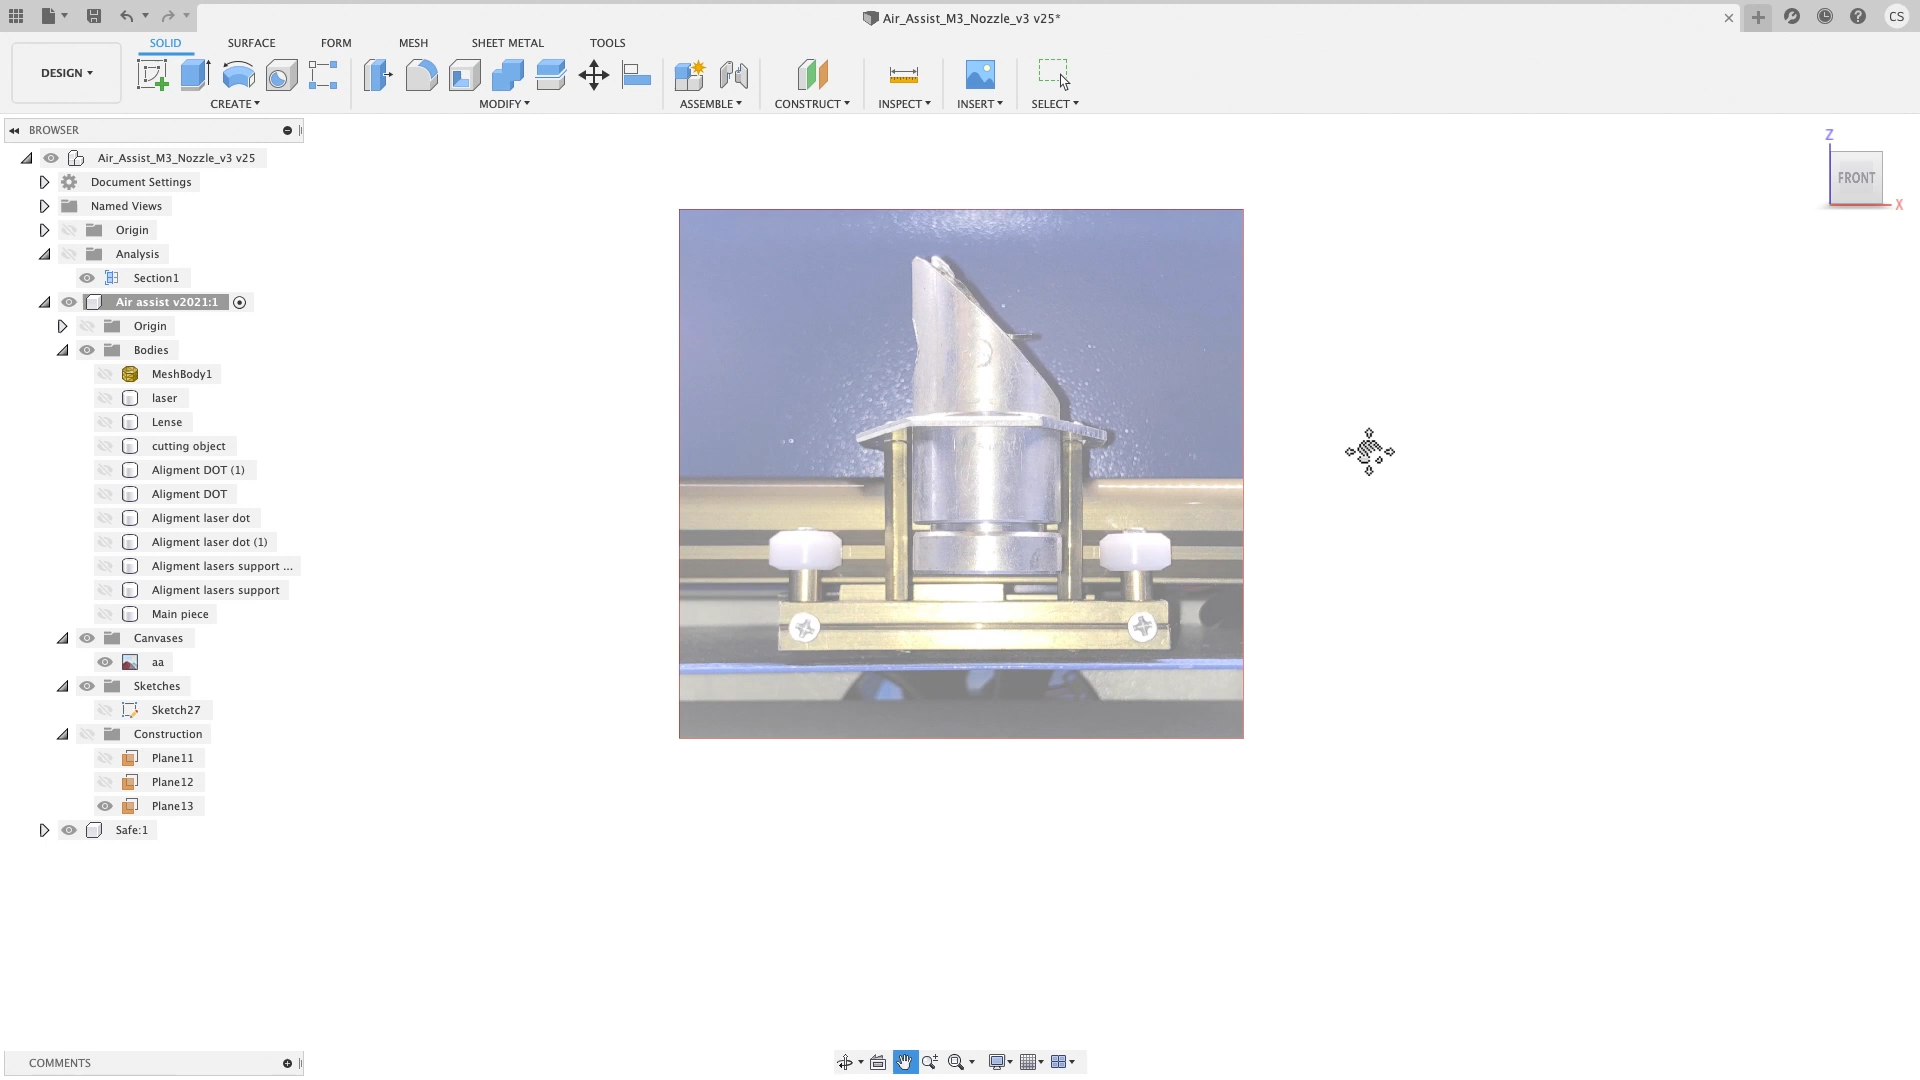 Air_Assist_M3_Nozzle_v3 v25*
CS
SOLID SURFACE FORM MESH SHEET METAL TOOLS
DESIGN
CREATE MODIFY ASSEMBLE CONSTRUCT INSPECT INSERT SELECT
BROWSER
Air_Assist_M3_Nozzle_v3 v25
Document Settings
Named Views
Origin
Analysis
Section1
Air assist v2021:1
Origin
Bodies
MeshBody1
laser
Lense
cutting object
Aligment DOT (1)
Aligment DOT
Aligment laser dot
Aligment laser dot (1)
Aligment lasers support ...
Aligment lasers support
Main piece
Canvases
aa
Sketches
Sketch27
Construction
Plane11
Plane12
Plane13
Safe:1
Z
FRONT
X
COMMENTS